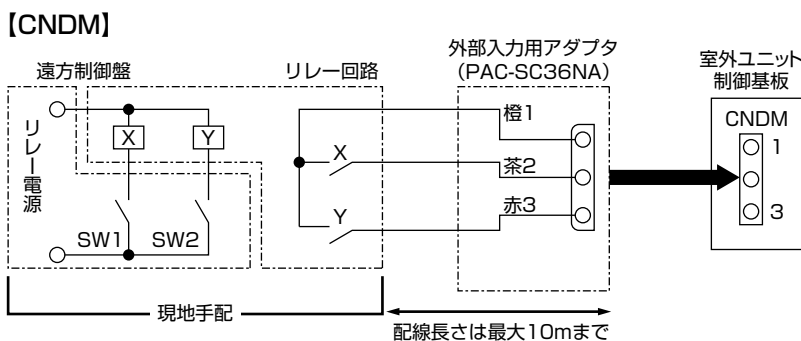 【CNDM】
遠方制御盤
リレー回路
外部入力用アダプタ
（PAC-SC36NA）
室外ユニット
制御基板
リレー電源
X
Y
SW1
SW2
X
Y
橙1
茶2
赤3
CNDM
1
3
現地手配
配線長さは最大10mまで